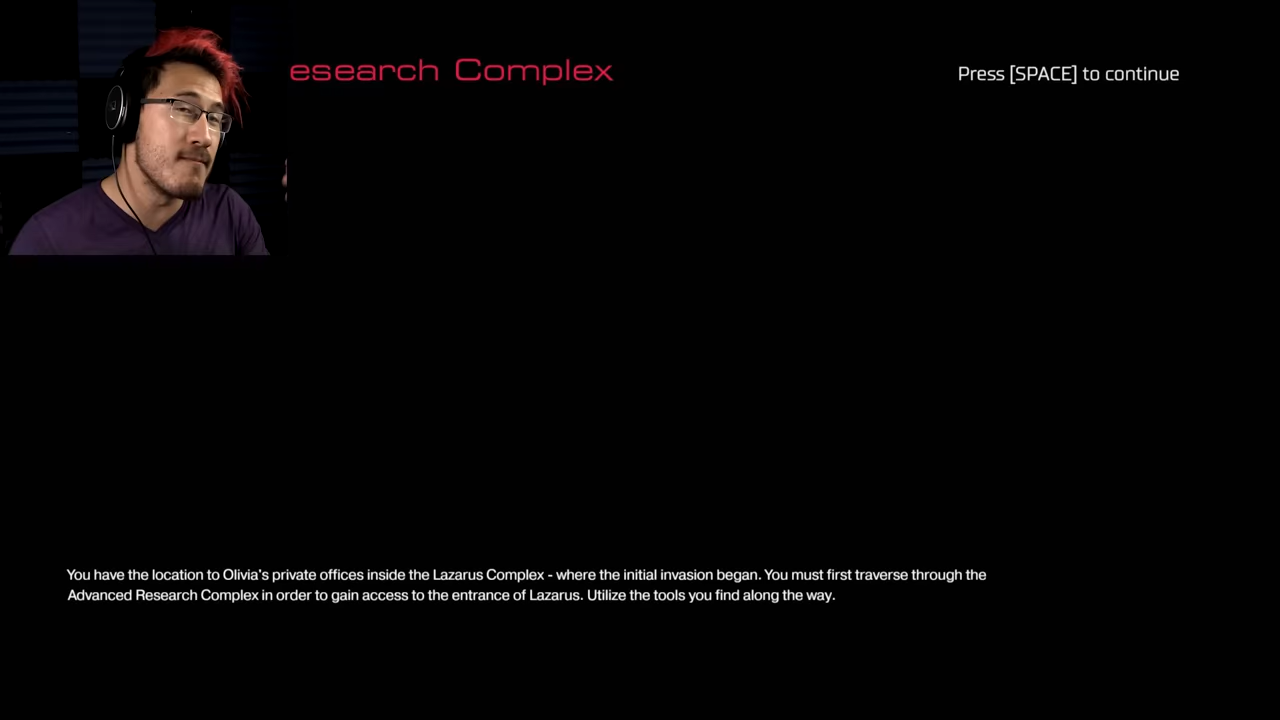 esearch Complex
Press [SPACE] to continue
You have the location to Olivia's private offices inside the Lazarus Complex - where the initial invasion began. You must first traverse through the
Advanced Research Complex in order to gain access to the entrance of Lazarus. Utilize the tools you find along the way.